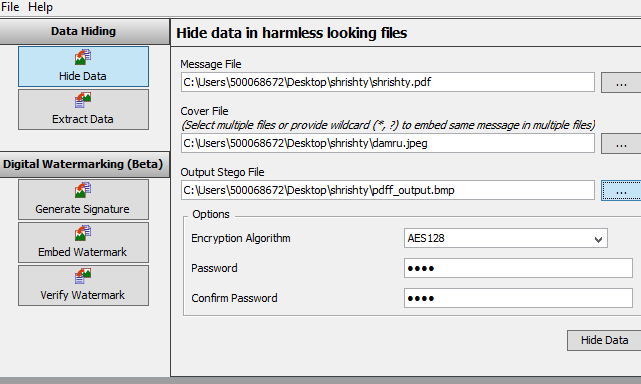 File Help
Data Hiding
Hide Data
Extract Data
Digital Watermarking (Beta)
Generate Signature
Embed Watermark
Verify Watermark
Hide data in harmless looking files
Message File
C:\Users\500068672\Desktop\shrishty\shrishty.pdf
...
Cover File
(Select multiple files or provide wildcard (*, ?) to embed same message in multiple files)
C:\Users\500068672\Desktop\shrishty\damru.jpeg
...
Output Stego File
C:\Users\500068672\Desktop\shrishty\pdff_output.bmp
...
Options
Encryption Algorithm AES128
Password ●●●●
Confirm Password ●●●●
Hide Data